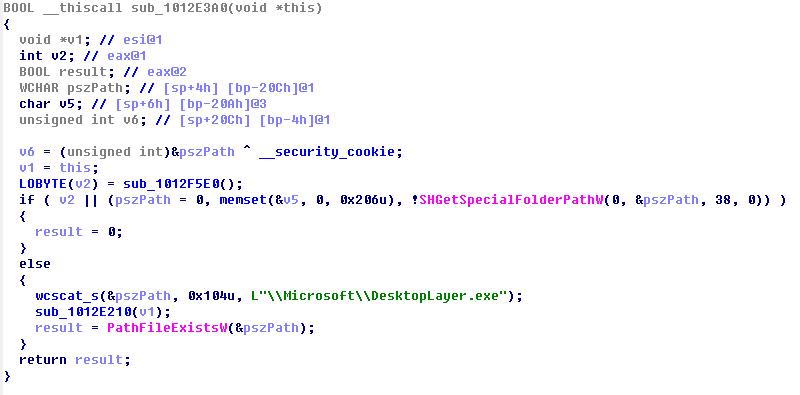 BOOL __thiscall sub_1012E3A0(void *this)
{
  void *v1; // esi@1
  int v2; // eax@1
  BOOL result; // eax@2
  WCHAR pszPath; // [sp+4h] [bp-20Ch]@1
  char v5; // [sp+6h] [bp-20Ah]@3
  unsigned int v6; // [sp+20Ch] [bp-4h]@1

  v6 = (unsigned int)&pszPath ^ __security_cookie;
  v1 = this;
  LOBYTE(v2) = sub_1012F5E0();
  if ( v2 || (pszPath = 0, memset(&v5, 0, 0x206u), !SHGetSpecialFolderPathW(0, &pszPath, 38, 0)) )
  {
    result = 0;
  }
  else
  {
    wcscat_s(&pszPath, 0x104u, L"\\Microsoft\\DesktopLayer.exe");
    sub_1012E210(v1);
    result = PathFileExistsW(&pszPath);
  }
  return result;
}